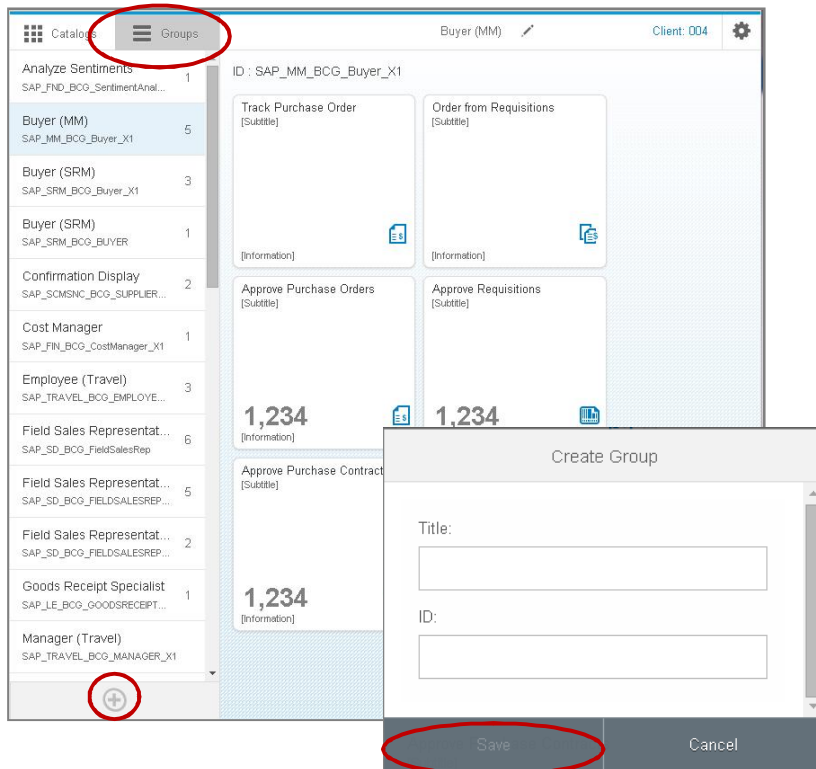 Catalogs
Groups
Buyer (MM)
Client: 004
Analyze Sentiments
1
SAP_FND_BCG_SentimentAnal...
Buyer (MM)
5
SAP_MM_BCG_Buyer_X1
Buyer (SRM)
3
SAP_SRM_BCG_Buyer_X1
Buyer (SRM)
1
SAP_SRM_BCG_BUYER
Confirmation Display
2
SAP_SCMSNC_BCG_SUPPLIER...
Cost Manager
1
SAP_FIN_BCG_CostManager_X1
Employee (Travel)
3
SAP_TRAVEL_BCG_EMPLOYE...
Field Sales Representat...
6
SAP_SD_BCG_FieldSalesRep
Field Sales Representat...
5
SAP_SD_BCG_FIELDSALESREP...
Field Sales Representat...
2
SAP_SD_BCG_FIELDSALESREP...
Goods Receipt Specialist
1
SAP_LE_BCG_GOODSRECEIPT...
Manager (Travel)
SAP_TRAVEL_BCG_MANAGER_X1
ID : SAP_MM_BCG_Buyer_X1
Track Purchase Order
[Subtitle]
[Information]
Order from Requisitions
[Subtitle]
[Information]
Approve Purchase Orders
[Subtitle]
1,234
[Information]
Approve Requisitions
[Subtitle]
1,234
Approve Purchase Contract
[Subtitle]
1,234
[Information]
Create Group
Title:
ID:
Save
Cancel